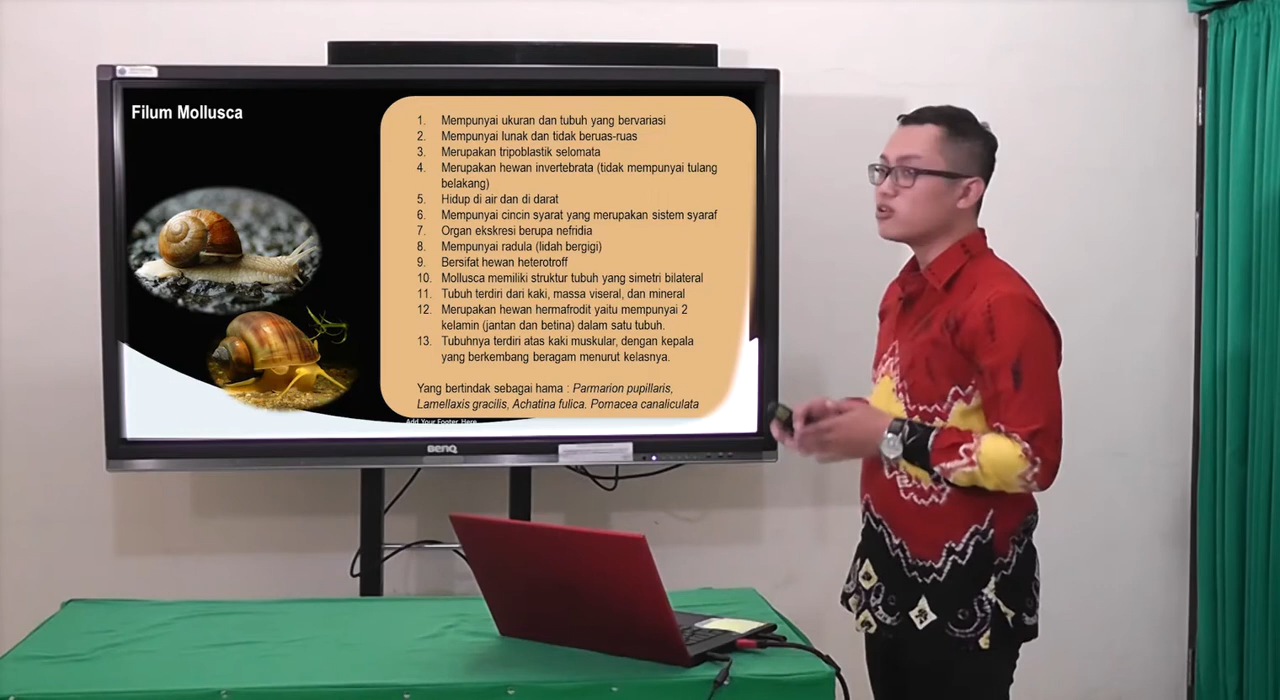 Filum Mollusca
1. Mempunyai ukuran dan tubuh yang bervariasi
2. Mempunyai lunak dan tidak beruas-ruas
3. Merupakan tripoblastik selomata
4. Merupakan hewan invertebrata (tidak mempunyai tulang
belakang)
5. Hidup di air dan di darat
6. Mempunyai cincin syarat yang merupakan sistem syaraf
7. Organ ekskresi berupa nefridia
8. Mempunyai radula (lidah bergigi)
9. Bersifat hewan heterotroff
10. Mollusca memiliki struktur tubuh yang simetri bilateral
11. Tubuh terdiri dari kaki, massa viseral, dan mineral
12. Merupakan hewan hermafrodit yaitu mempunyai 2
kelamin (jantan dan betina) dalam satu tubuh.
13. Tubuhnya terdiri atas kaki muskular, dengan kepala
yang berkembang beragam menurut kelasnya.
Yang bertindak sebagai hama : Parmarion pupillaris,
Lamellaxis gracilis, Achatina fulica. Pomacea canaliculata
Add Your Footer Here
BenQ